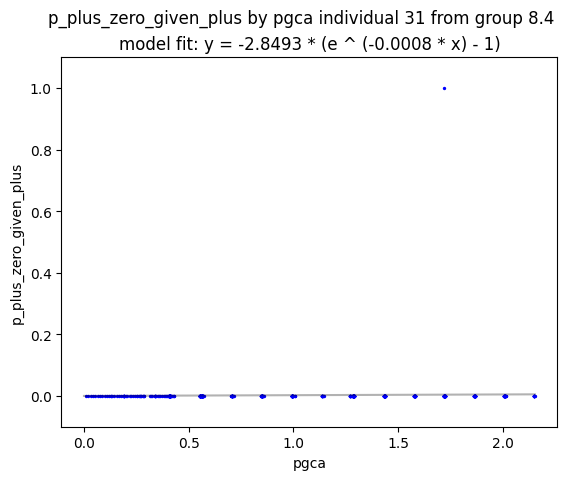 p_plus_zero_given_plus by pgca individual 31 from group 8.4
model fit: y = -2.8493 * (e ^ (-0.0008 * x) - 1)
1.0
0.8
0.6
0.4
0.2
0.0
p_plus_zero_given_plus
0.0 0.5 1.0 1.5 2.0
pgca